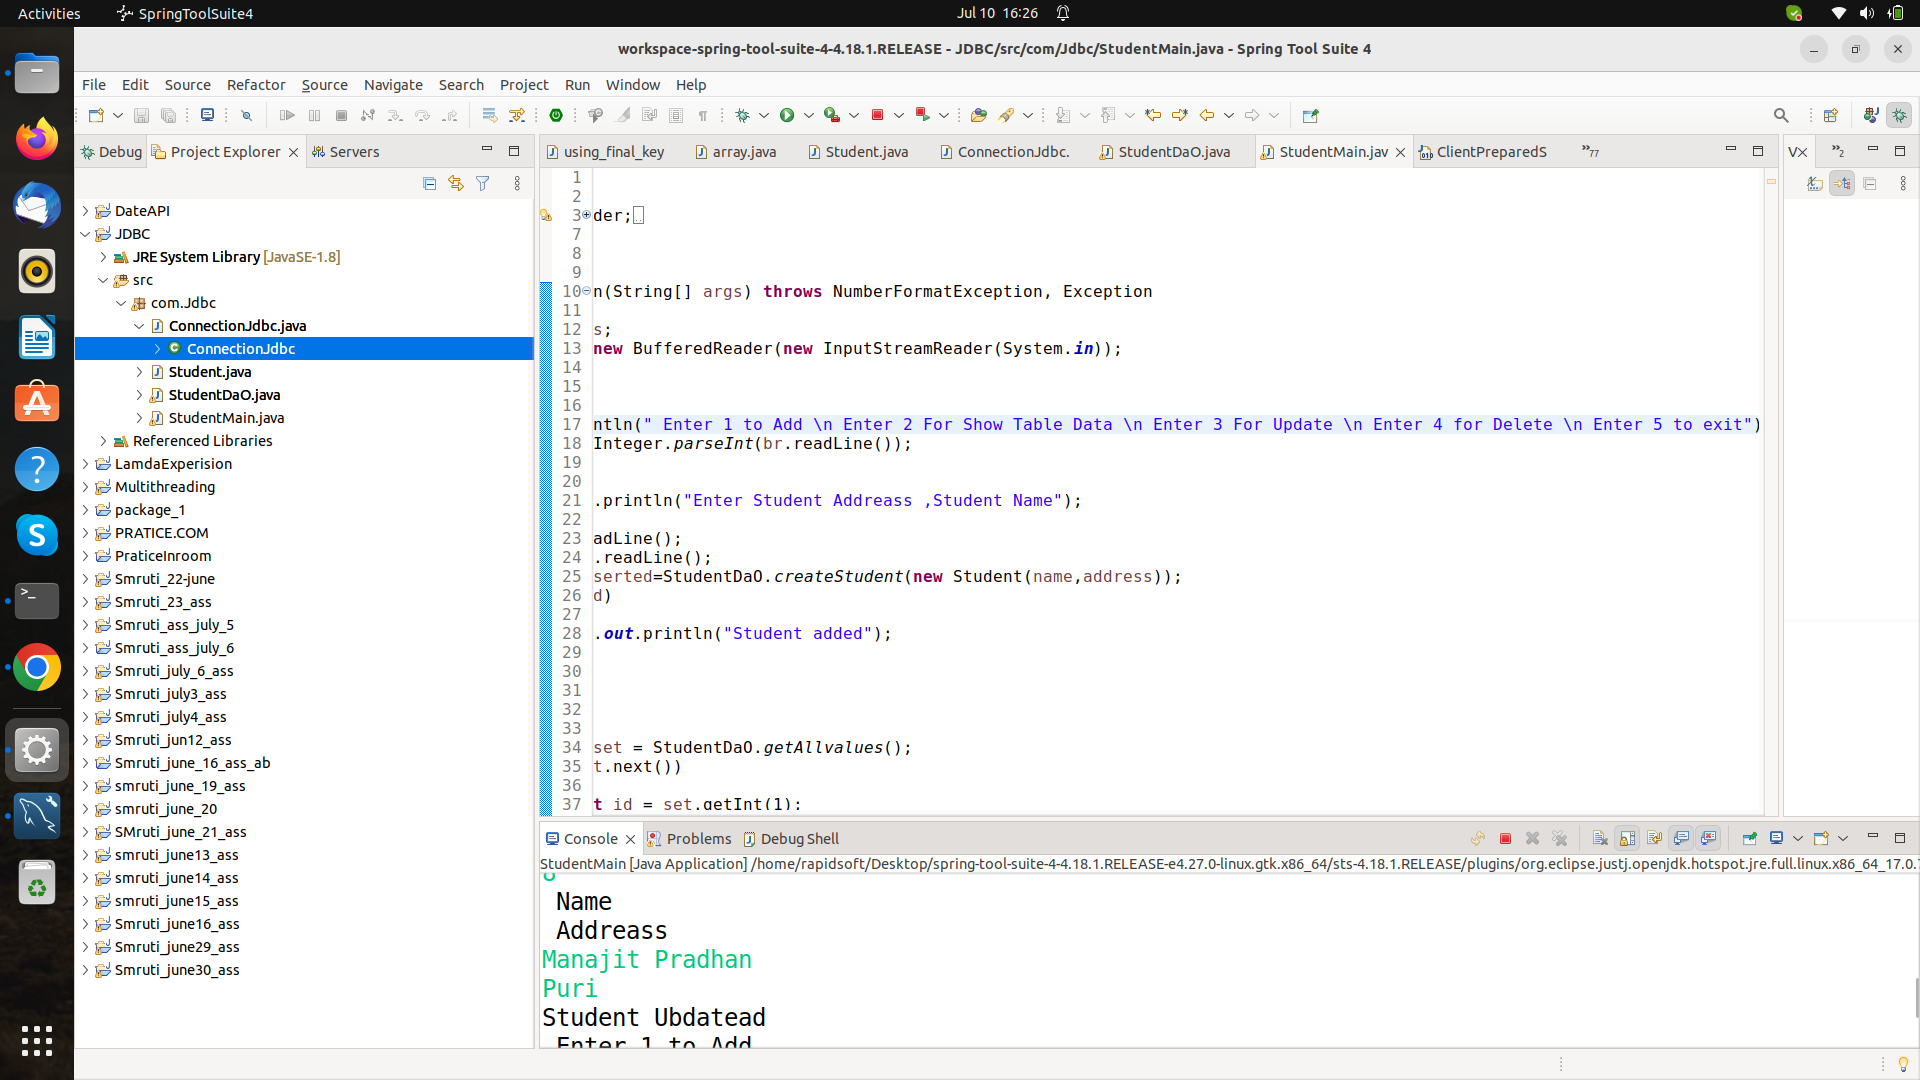 Activities
SpringToolSuite4
Jul 10 16:26
workspace-spring-tool-suite-4-4.18.1.RELEASE - JDBC/src/com/Jdbc/StudentMain.java - Spring Tool Suite 4
File Edit Source Refactor Source Navigate Search Project Run Window Help
Debug Project Explorer Servers
DateAPI
JDBC
JRE System Library [JavaSE-1.8]
src
com.Jdbc
ConnectionJdbc.java
ConnectionJdbc
Student.java
StudentDaO.java
StudentMain.java
Referenced Libraries
LamdaExperision
Multithreading
package_1
PRATICE.COM
PraticeInroom
Smruti_22-june
Smruti_23_ass
Smruti_ass_july_5
Smruti_ass_july_6
Smruti_july_6_ass
Smruti_july3_ass
Smruti_july4_ass
Smruti_jun12_ass
Smruti_june_16_ass_ab
smruti_june_19_ass
smruti_june_20
SMruti_june_21_ass
smruti_june13_ass
smruti_june14_ass
smruti_june15_ass
Smruti_june16_ass
Smruti_june29_ass
Smruti_june30_ass
using_final_key array.java Student.java ConnectionJdbc. StudentDaO.java StudentMain.jav ClientPreparedS »77
1
2
3 der;
7
8
9
10 n(String[] args) throws NumberFormatException, Exception
11
12 s;
13 new BufferedReader(new InputStreamReader(System.in));
14
15
16
17 ntln(" Enter 1 to Add \n Enter 2 For Show Table Data \n Enter 3 For Update \n Enter 4 for Delete \n Enter 5 to exit")
18 Integer.parseInt(br.readLine());
19
20
21 .println("Enter Student Addreass ,Student Name");
22
23 adLine();
24 .readLine();
25 serted=StudentDaO.createStudent(new Student(name,address));
26 d)
27
28 .out.println("Student added");
29
30
31
32
33
34 set = StudentDaO.getAllvalues();
35 t.next())
36
37 t id = set.getInt(1);
V »2
Console Problems Debug Shell
StudentMain [Java Application] /home/rapidsoft/Desktop/spring-tool-suite-4-4.18.1.RELEASE-e4.27.0-linux.gtk.x86_64/sts-4.18.1.RELEASE/plugins/org.eclipse.justj.openjdk.hotspot.jre.full.linux.x86_64_17.0.7
Name
Addreass
Manajit Pradhan
Puri
Student Ubdatead
Enter 1 to Add